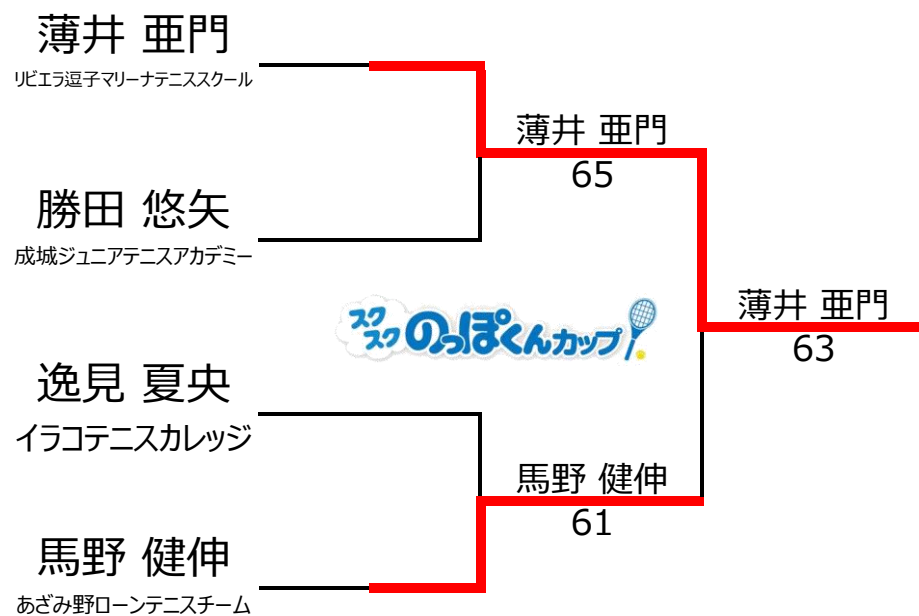 薄井 亜門
リビエラ逗子マリーナテニススクール
薄井 亜門
65
勝田 悠矢
成城ジュニアテニスアカデミー
スク
スク のっぽくんカップ
薄井 亜門
63
逸見 夏央
イラコテニスカレッジ
馬野 健伸
61
馬野 健伸
あざみ野ローンテニスチーム